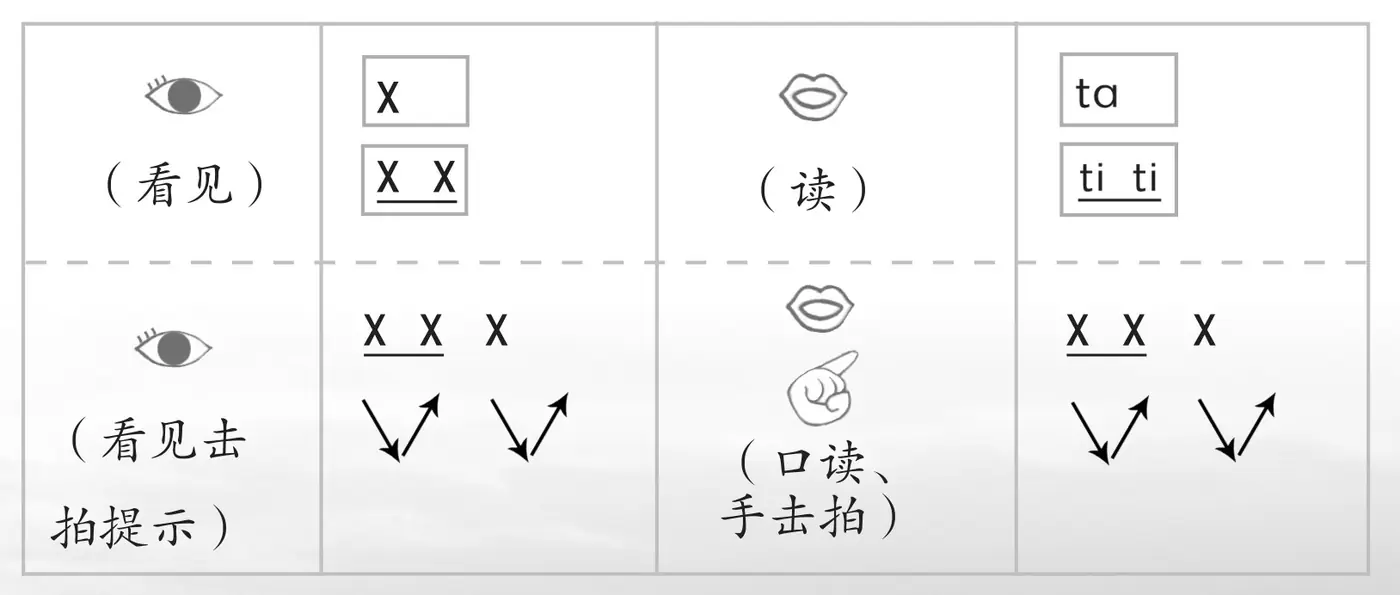 X
X X
（看见）
ta
ti ti
（读）
X X X
（看见击
拍提示）
X X X
（口读、
手击拍）